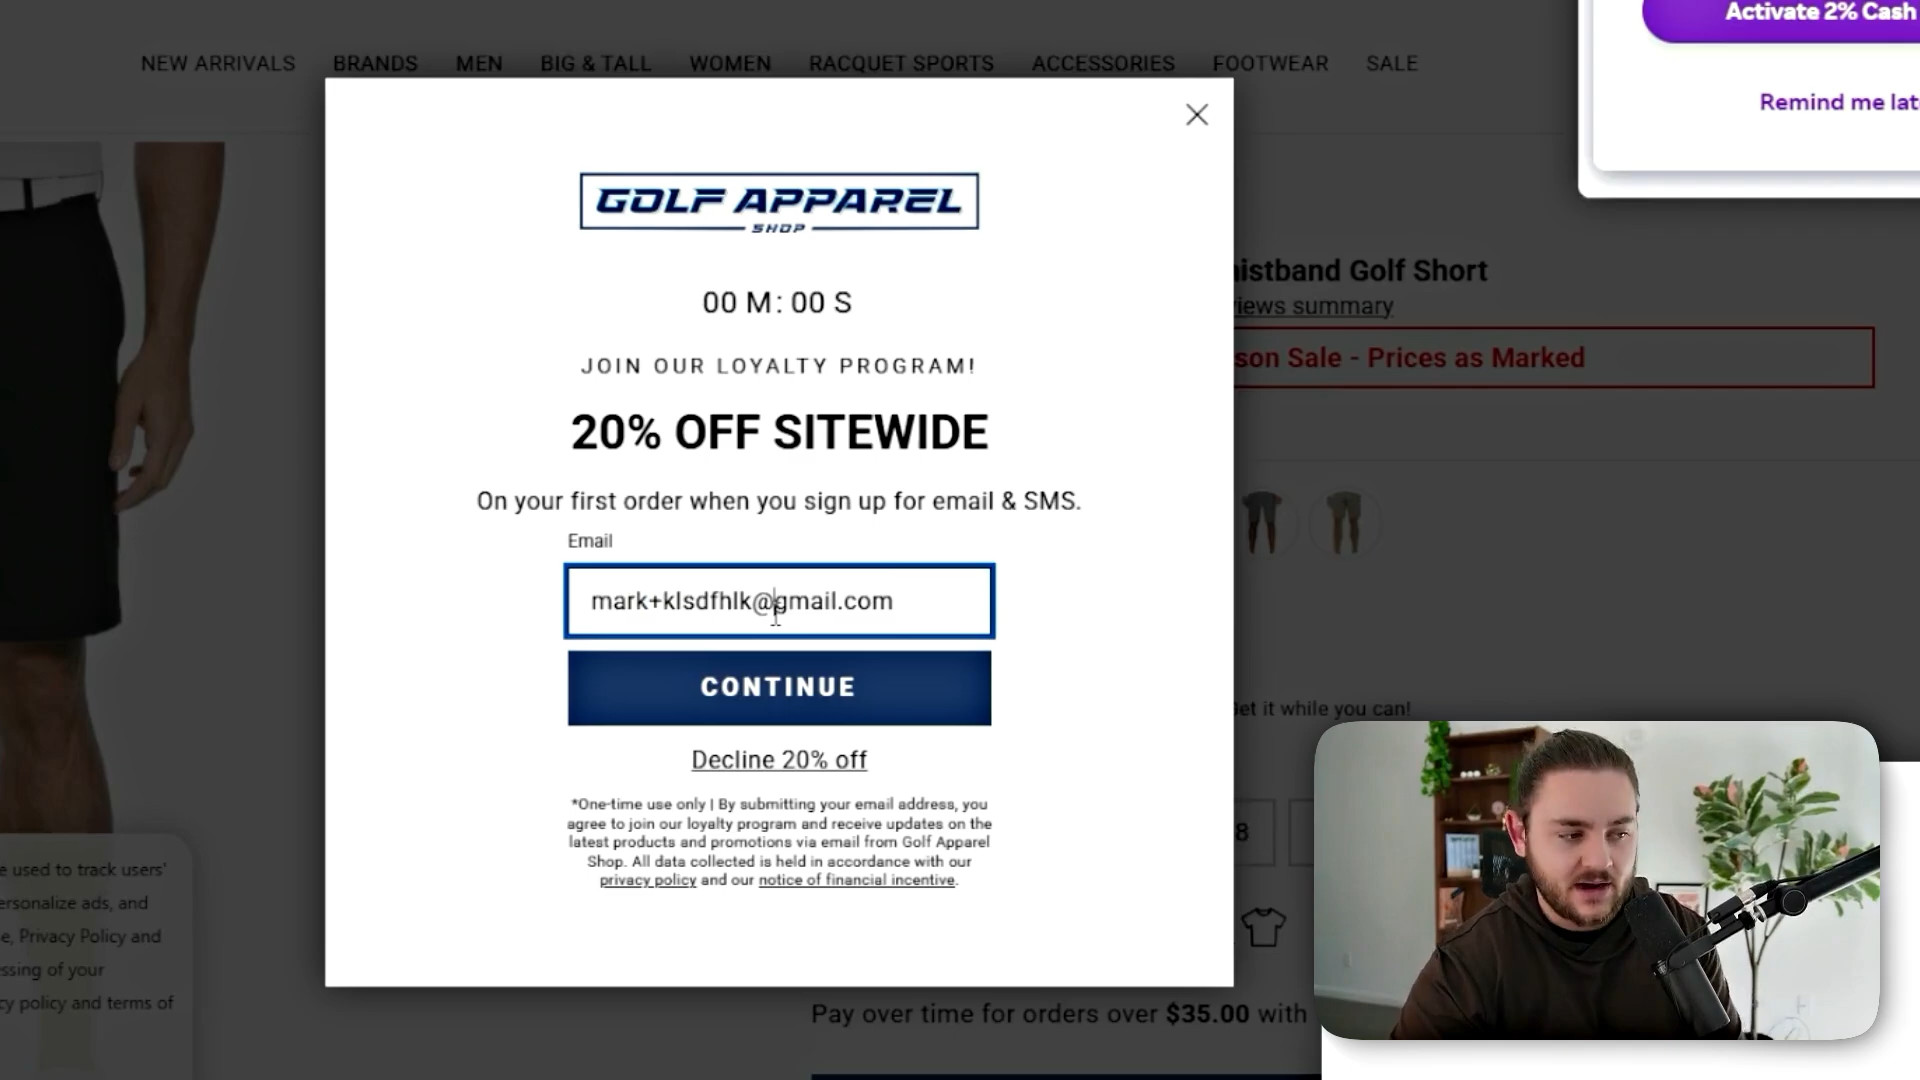 Activate 2% Cash
Remind me lat
NEW ARRIVALS BRANDS MEN BIG & TALL WOMEN RACQUET SPORTS ACCESSORIES FOOTWEAR SALE
GOLF APPAREL
SHOP
00 M: 00 S
JOIN OUR LOYALTY PROGRAM!
20% OFF SITEWIDE
On your first order when you sign up for email & SMS.
Email
mark+klsdfhlk@gmail.com
CONTINUE
Decline 20% off
*One-time use only | By submitting your email address, you
agree to join our loyalty program and receive updates on the
latest products and promotions via email from Golf Apparel
Shop. All data collected is held in accordance with our
privacy policy and our notice of financial incentive.
aistband Golf Short
iews summary
son Sale - Prices as Marked
Get it while you can!
8
e used to track users'
ersonalize ads, and
e, Privacy Policy and
ssing of your
cy policy and terms of
Pay over time for orders over $35.00 with